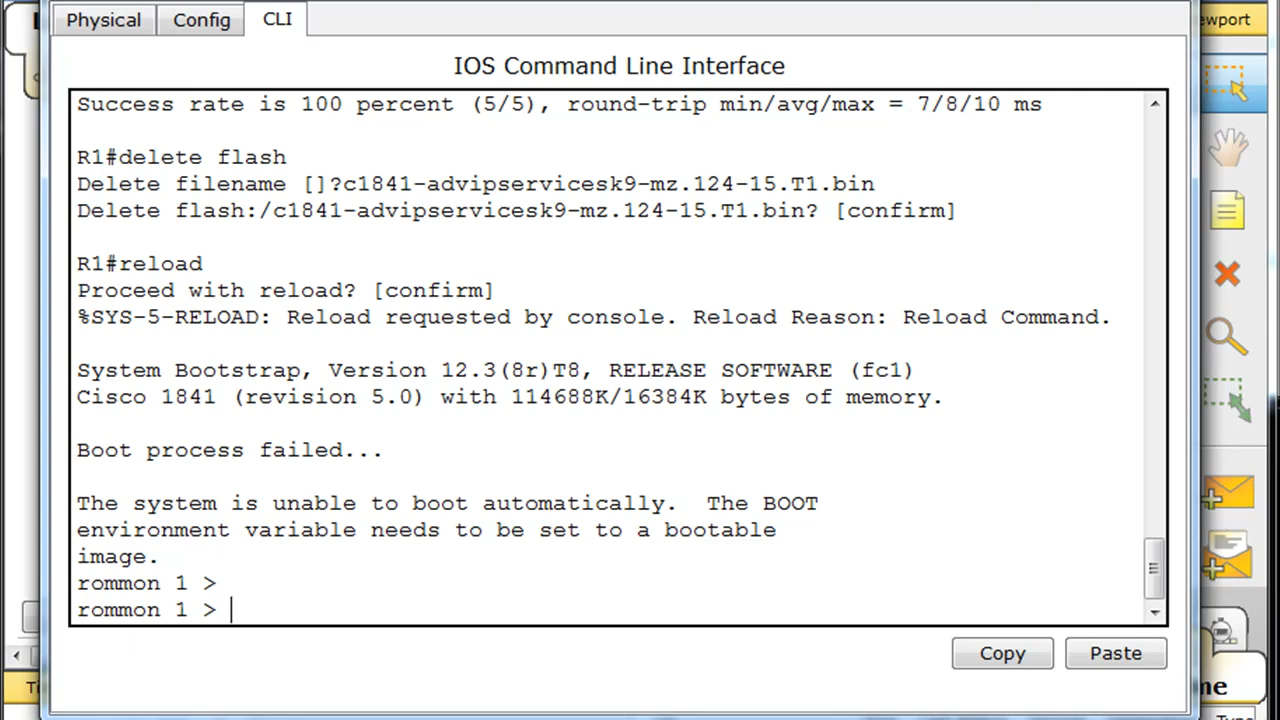 Physical
Config
CLI
ewport
IOS Command Line Interface
Success rate is 100 percent (5/5), round-trip min/avg/max = 7/8/10 ms
R1#delete flash
Delete filename []?c1841-advipservicesk9-mz.124-15.T1.bin
Delete flash:/c1841-advipservicesk9-mz.124-15.T1.bin? [confirm]
R1#reload
Proceed with reload? [confirm]
%SYS-5-RELOAD: Reload requested by console. Reload Reason: Reload Command.
System Bootstrap, Version 12.3(8r)T8, RELEASE SOFTWARE (fc1)
Cisco 1841 (revision 5.0) with 114688K/16384K bytes of memory.
Boot process failed...
The system is unable to boot automatically.  The BOOT
environment variable needs to be set to a bootable
image.
rommon 1 >
rommon 1 >
Copy
Paste